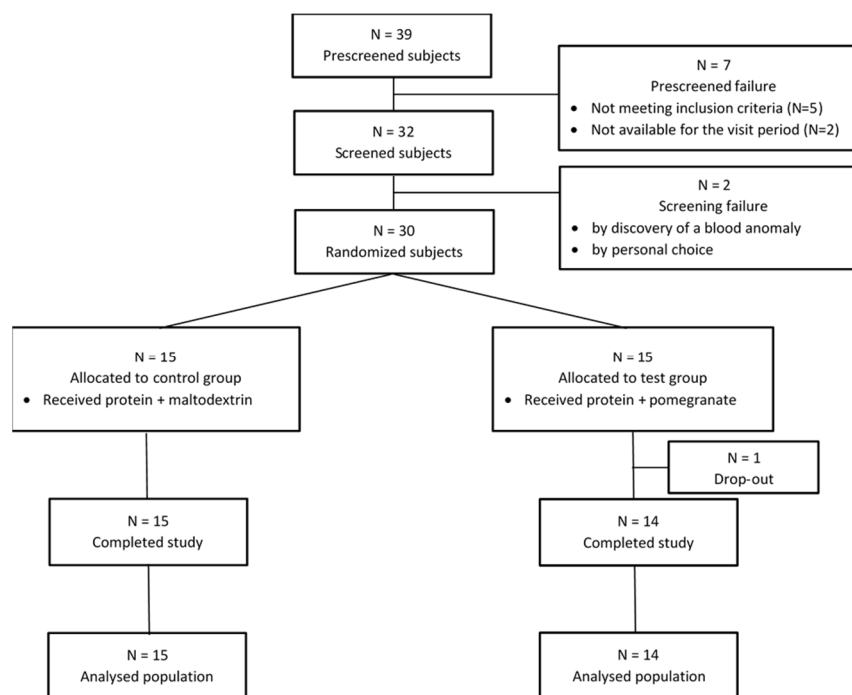 N = 39
Prescreened subjects
N = 7
Prescreened failure
• Not meeting inclusion criteria (N=5)
• Not available for the visit period (N=2)
N = 32
Screened subjects
N = 2
Screening failure
• by discovery of a blood anomaly
• by personal choice
N = 30
Randomized subjects
N = 15
Allocated to control group
• Received protein + maltodextrin
N = 15
Allocated to test group
• Received protein + pomegranate
N = 1
Drop-out
N = 15
Completed study
N = 14
Completed study
N = 15
Analysed population
N = 14
Analysed population